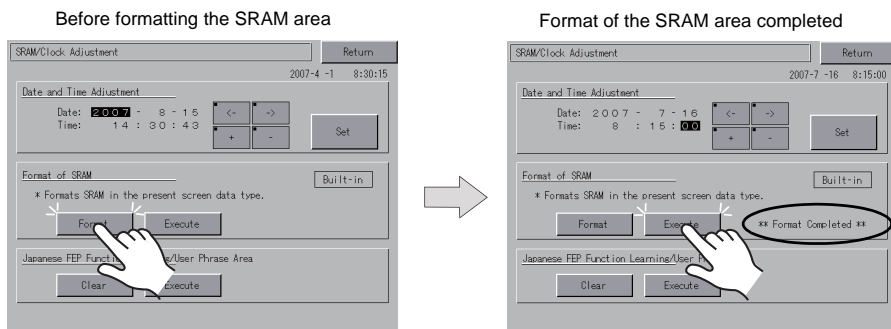 Before formatting the SRAM area
SRAM/Clock Adjustment Return
2007-4 -1 8:30:15
Date and Time Adjustment
Date: 2007 - 8 - 15 <- ->
Time: 14 : 30 : 43 + - Set
Format of SRAM Built-in
* Formats SRAM in the present screen data type.
Format Execute
Japanese FEP Function Learning/User Phrase Area
Clear Execute
Format of the SRAM area completed
SRAM/Clock Adjustment Return
2007-7 -16 8:15:00
Date and Time Adjustment
Date: 2007 - 7 - 16 <- ->
Time: 8 : 15 : 00 + - Set
Format of SRAM Built-in
* Formats SRAM in the present screen data type.
Format Execute ** Format Completed **
Japanese FEP Function Learning/User
Clear Execute